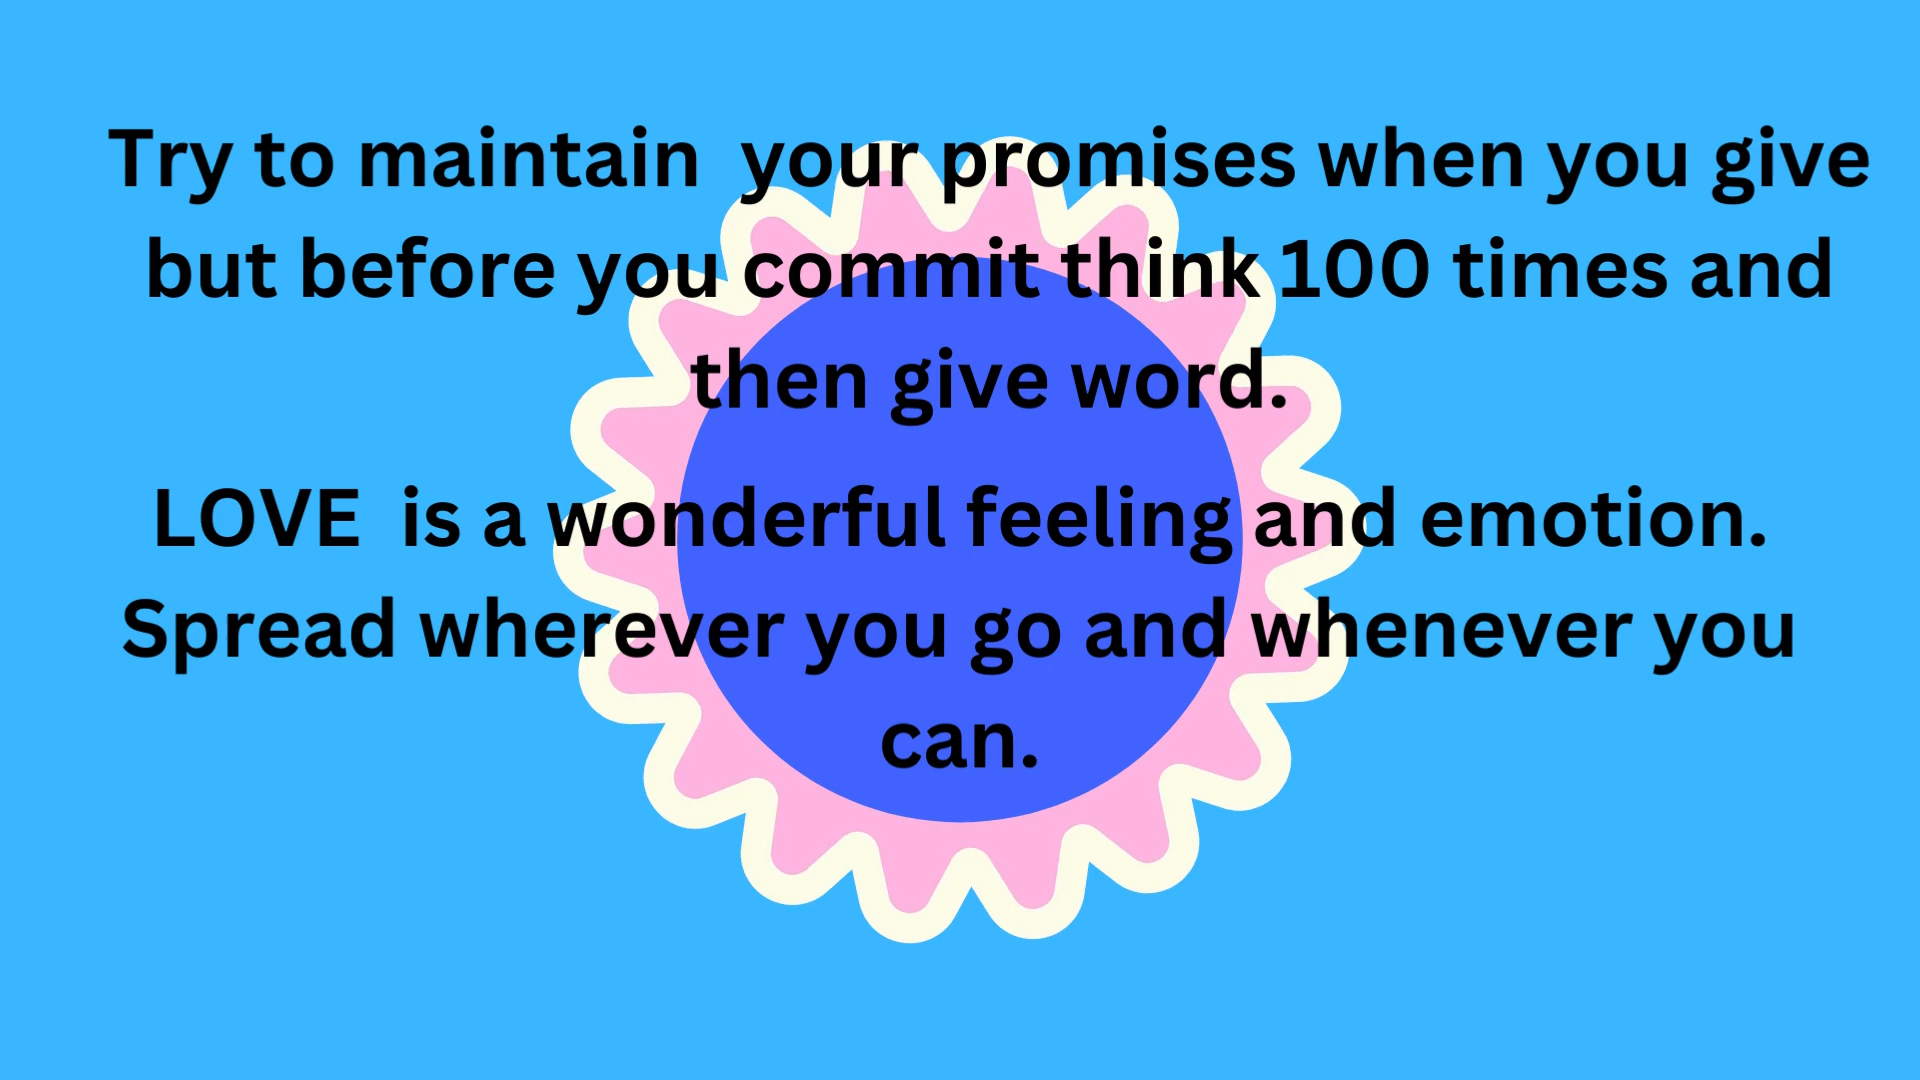 Try to maintain  your promises when you give
but before you commit think 100 times and
then give word.
LOVE  is a wonderful feeling and emotion.
Spread wherever you go and whenever you
can.